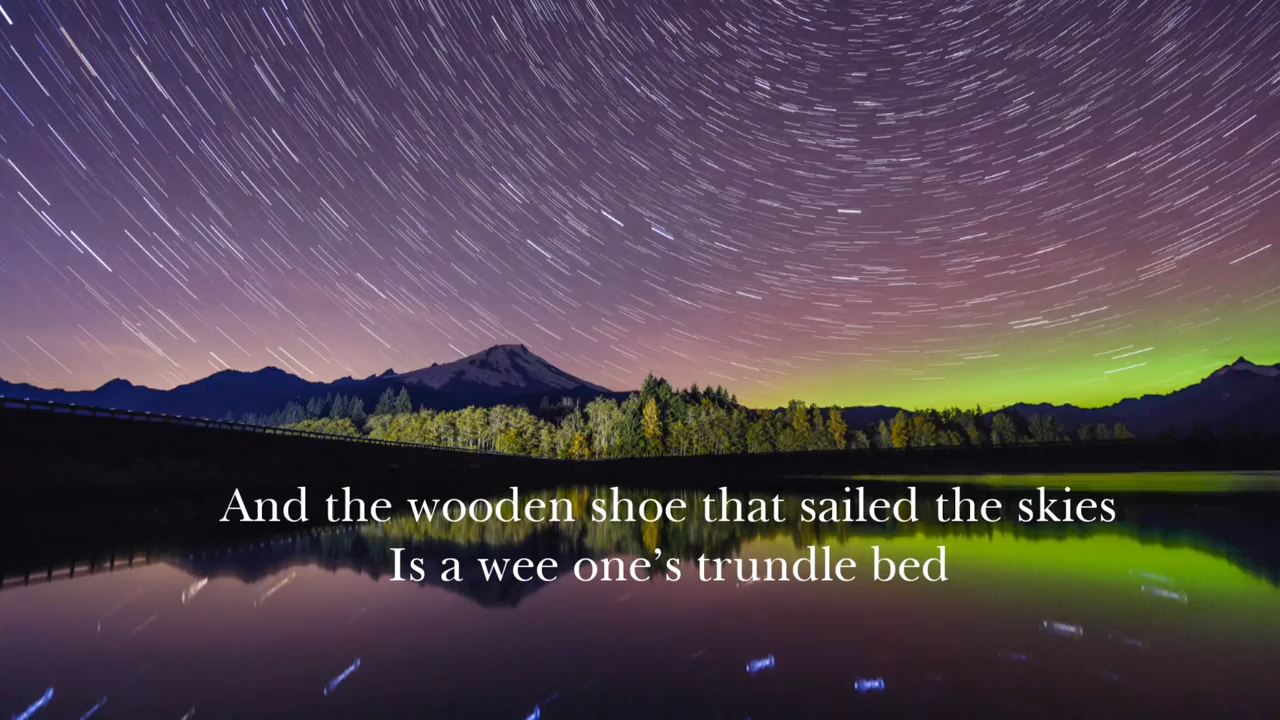 And the wooden shoe that sailed the skies
Is a wee one’s trundle bed